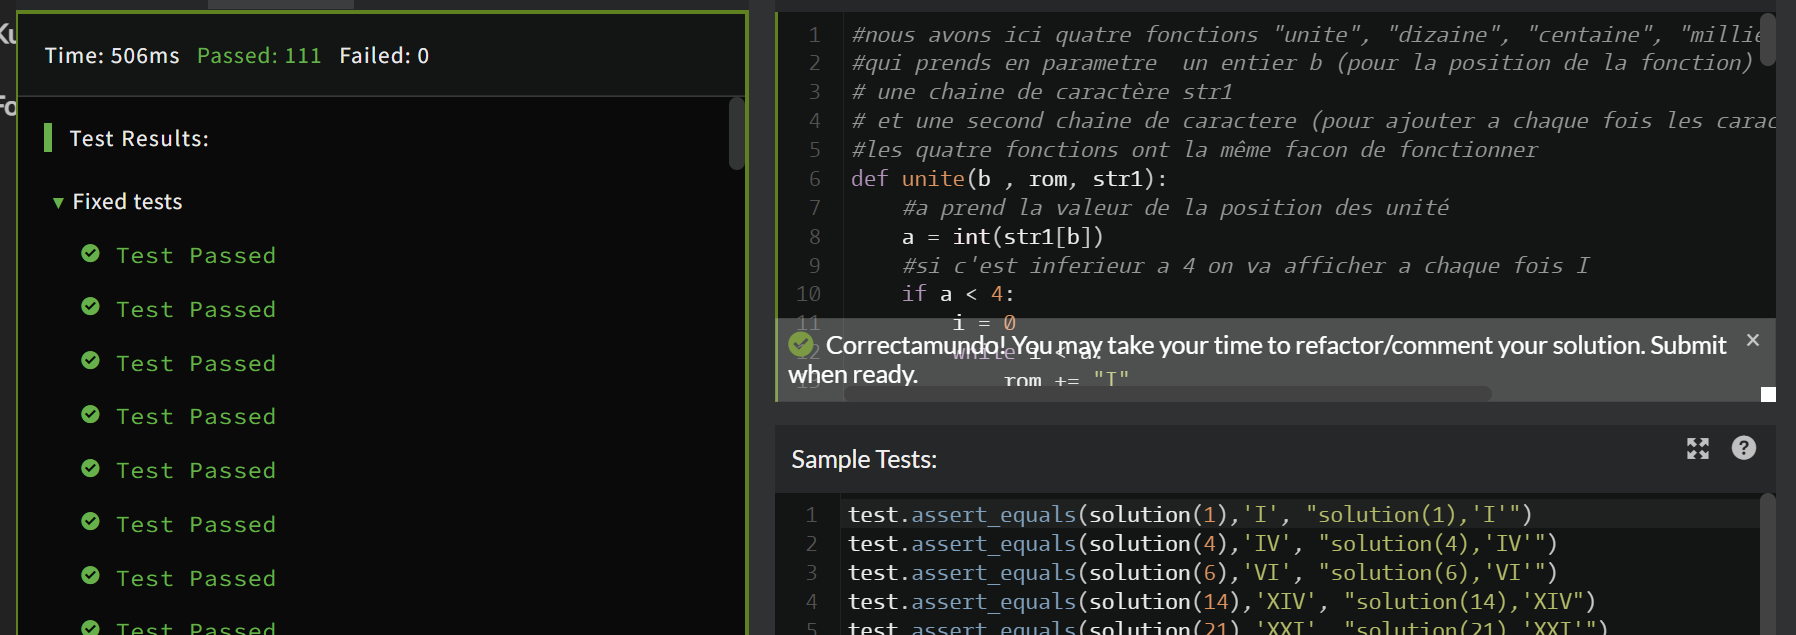 Time: 506ms Passed: 111 Failed: 0
Test Results:
Fixed tests
Test Passed
Test Passed
Test Passed
Test Passed
Test Passed
Test Passed
Test Passed
Test Passed
1 #nous avons ici quatre fonctions "unite", "dizaine", "centaine", "millie
2 #qui prends en parametre  un entier b (pour la position de la fonction)
3 # une chaine de caractère str1
4 # et une second chaine de caractere (pour ajouter a chaque fois les carac
5 #les quatre fonctions ont la même facon de fonctionner
6 def unite(b , rom, str1):
7 #a prend la valeur de la position des unité
8 a = int(str1[b])
9 #si c'est inferieur a 4 on va afficher a chaque fois I
10 if a < 4:
11 i = 0
12 while i < a:
13 rom += "I"
Correctamundo! You may take your time to refactor/comment your solution. Submit
when ready.
Sample Tests:
1 test.assert_equals(solution(1),'I', "solution(1),'I'")
2 test.assert_equals(solution(4),'IV', "solution(4),'IV'")
3 test.assert_equals(solution(6),'VI', "solution(6),'VI'")
4 test.assert_equals(solution(14),'XIV', "solution(14),'XIV")
5 test.assert_equals(solution(21),'XXI', "solution(21),'XXI'")